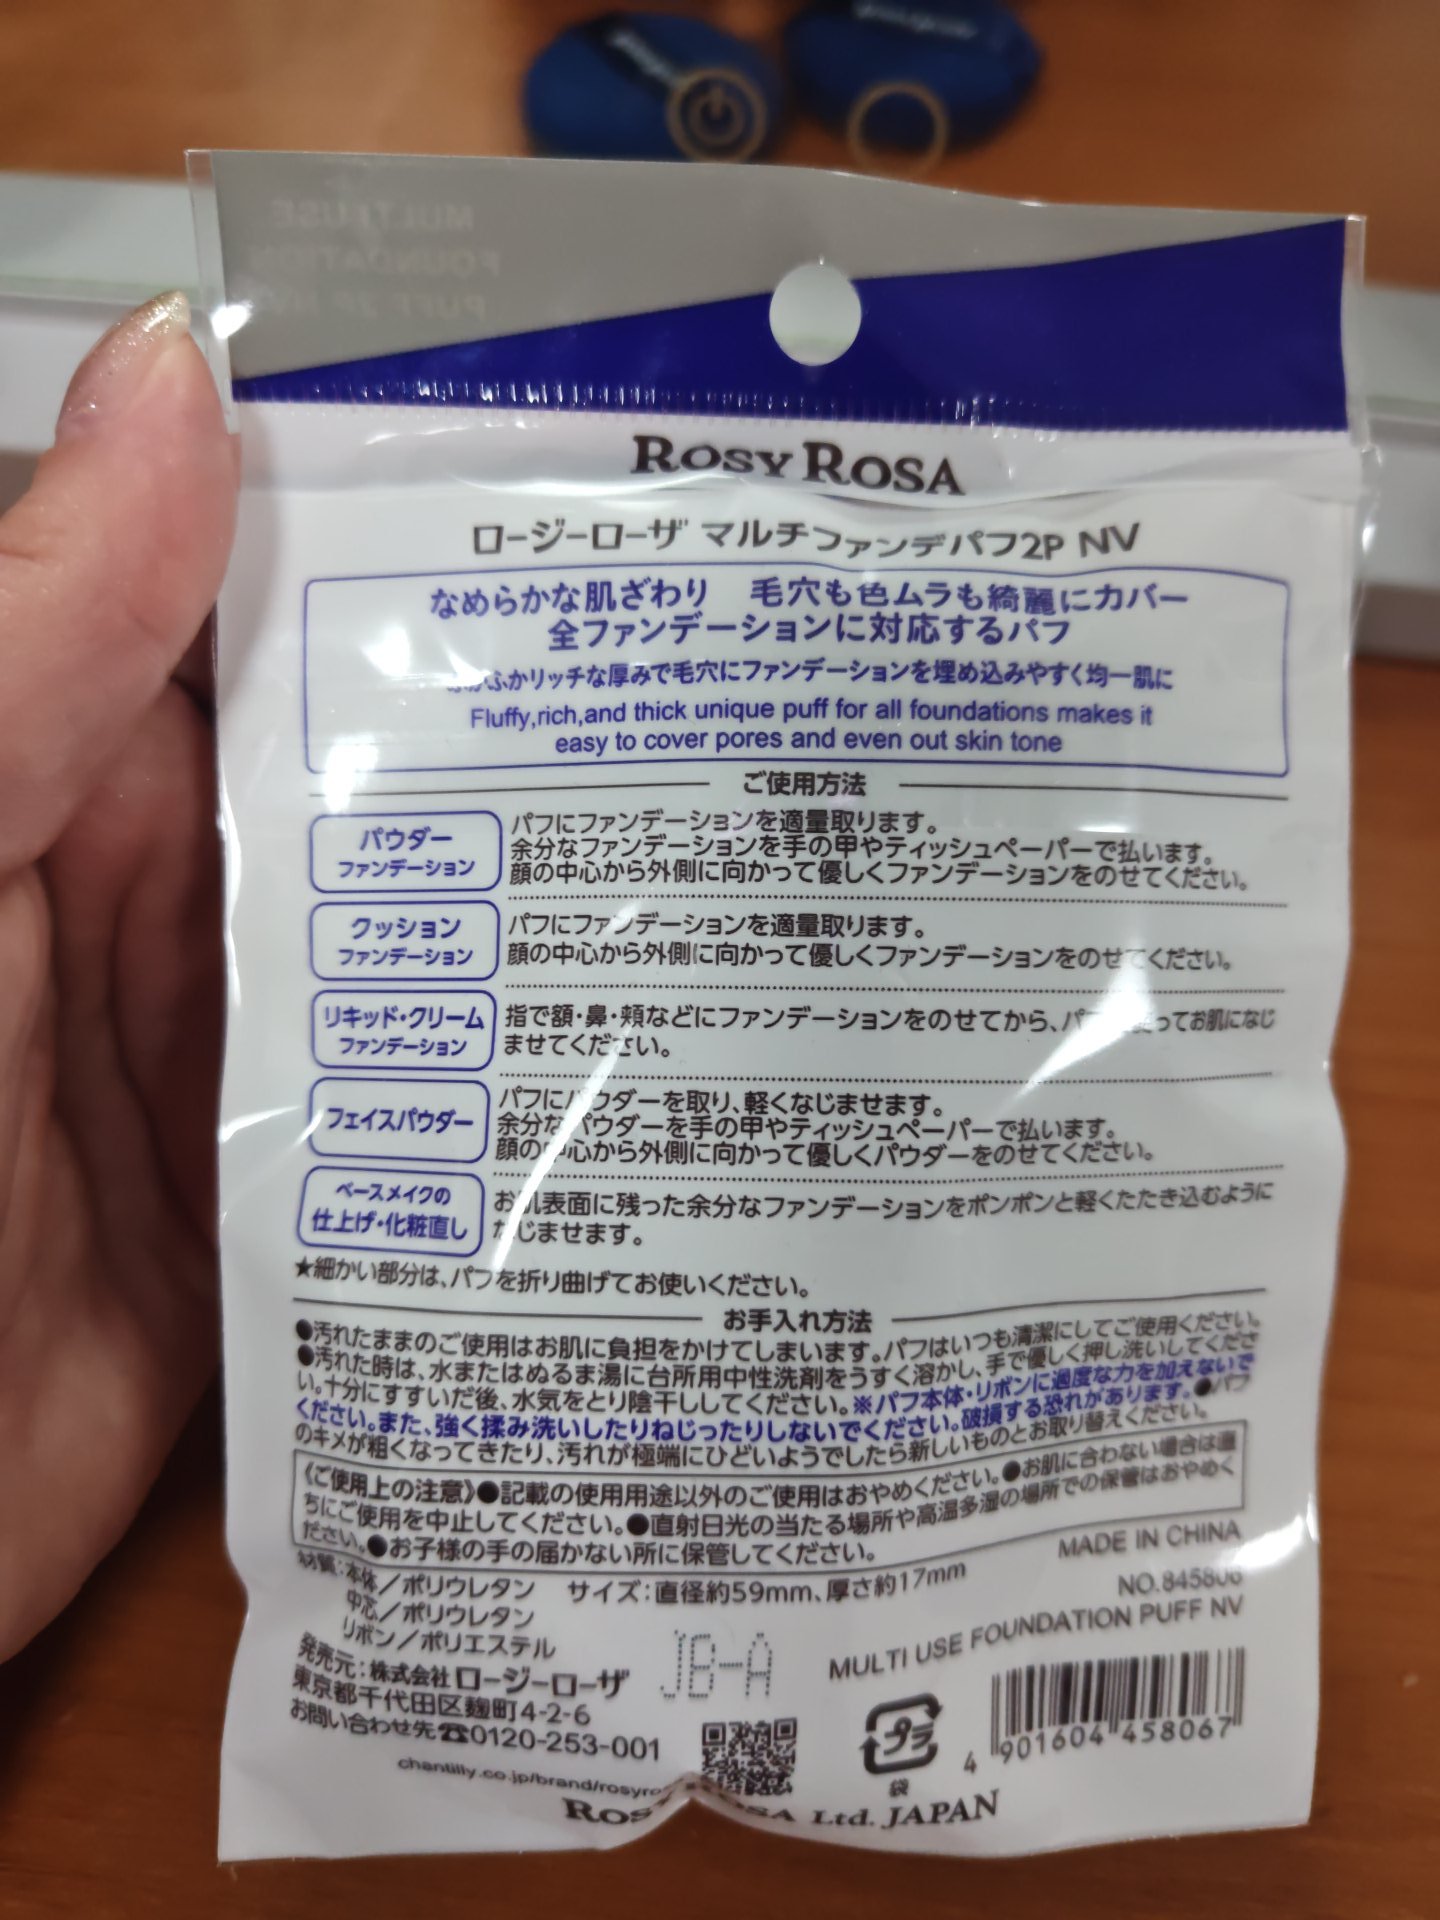 ROSY ROSA
ロージーローザ マルチファンデパフ2P NV
なめらかな肌ざわり 毛穴も色ムラも綺麗にカバー
全ファンデーションに対応するパフ
ふかリッチな厚みで毛穴にファンデーションを埋め込みやすく均一肌に
Fluffy,rich,and thick unique puff for all foundations makes it
easy to cover pores and even out skin tone
ご使用方法
パウダー
ファンデーション
パフにファンデーションを適量取ります。
余分なファンデーションを手の甲やティッシュペーパーで払います。
顔の中心から外側に向かって優しくファンデーションをのせてください。
クッション
ファンデーション
パフにファンデーションを適量取ります。
顔の中心から外側に向かって優しくファンデーションをのせてください。
リキッド・クリーム
ファンデーション
指で額・鼻・頬などにファンデーションをのせてから、パフ ってお肌になじ
ませてください。
フェイスパウダー
パフにパウダーを取り、軽くなじませます。
余分なパウダーを手の甲やティッシュペーパーで払います。
顔の中心から外側に向かって優しくパウダーをのせてください。
ベースメイクの
仕上げ・化粧直し
お肌表面に残った余分なファンデーションをポンポンと軽くたたき込むように
なじませます。
★細かい部分は、パフを折り曲げてお使いください。
お手入れ方法
●汚れたままのご使用はお肌に負担をかけてしまいます。パフはいつも清潔にしてご使用ください。
●汚れた時は、水またはぬるま湯に台所用中性洗剤をうすく溶かし、手で優しく押し洗いしてくださ
い。十分にすすいだ後、水気をとり陰干ししてください。※パフ本体・リボンに過度な力を加えないで
ください。また、強く揉み洗いしたりねじったりしないでください。破損する恐れがあります。●パフ
のキメが粗くなってきたり、汚れが極端にひどいようでしたら新しいものとお取り替えください。
《ご使用上の注意》●記載の使用用途以外のご使用はおやめください。●お肌に合わない場合は直
ちにご使用を中止してください。●直射日光の当たる場所や高温多湿の場所での保管はおやめく
ださい。●お子様の手の届かない所に保管してください。
材質：本体／ポリウレタン サイズ：直径約59mm、厚さ約17mm
中芯／ポリウレタン
リボン／ポリエステル
MADE IN CHINA
NO.845806
MULTI USE FOUNDATION PUFF NV
発売元：株式会社ロージーローザ
東京都千代田区麹町4-2-6
お問い合わせ先☎0120-253-001
JB-A
chantilly.co.jp/brand/rosyro
プラ
袋
4 901604 458067
Ltd. JAPAN